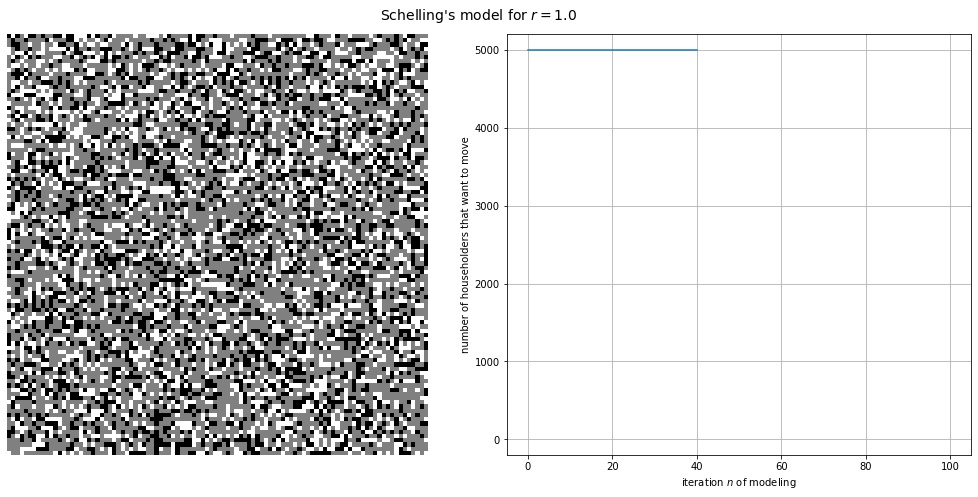 Schelling's model for r = 1.0
number of householders that want to move
5000
4000
3000
2000
1000
0
0 20 40 60 80 100
iteration n of modeling